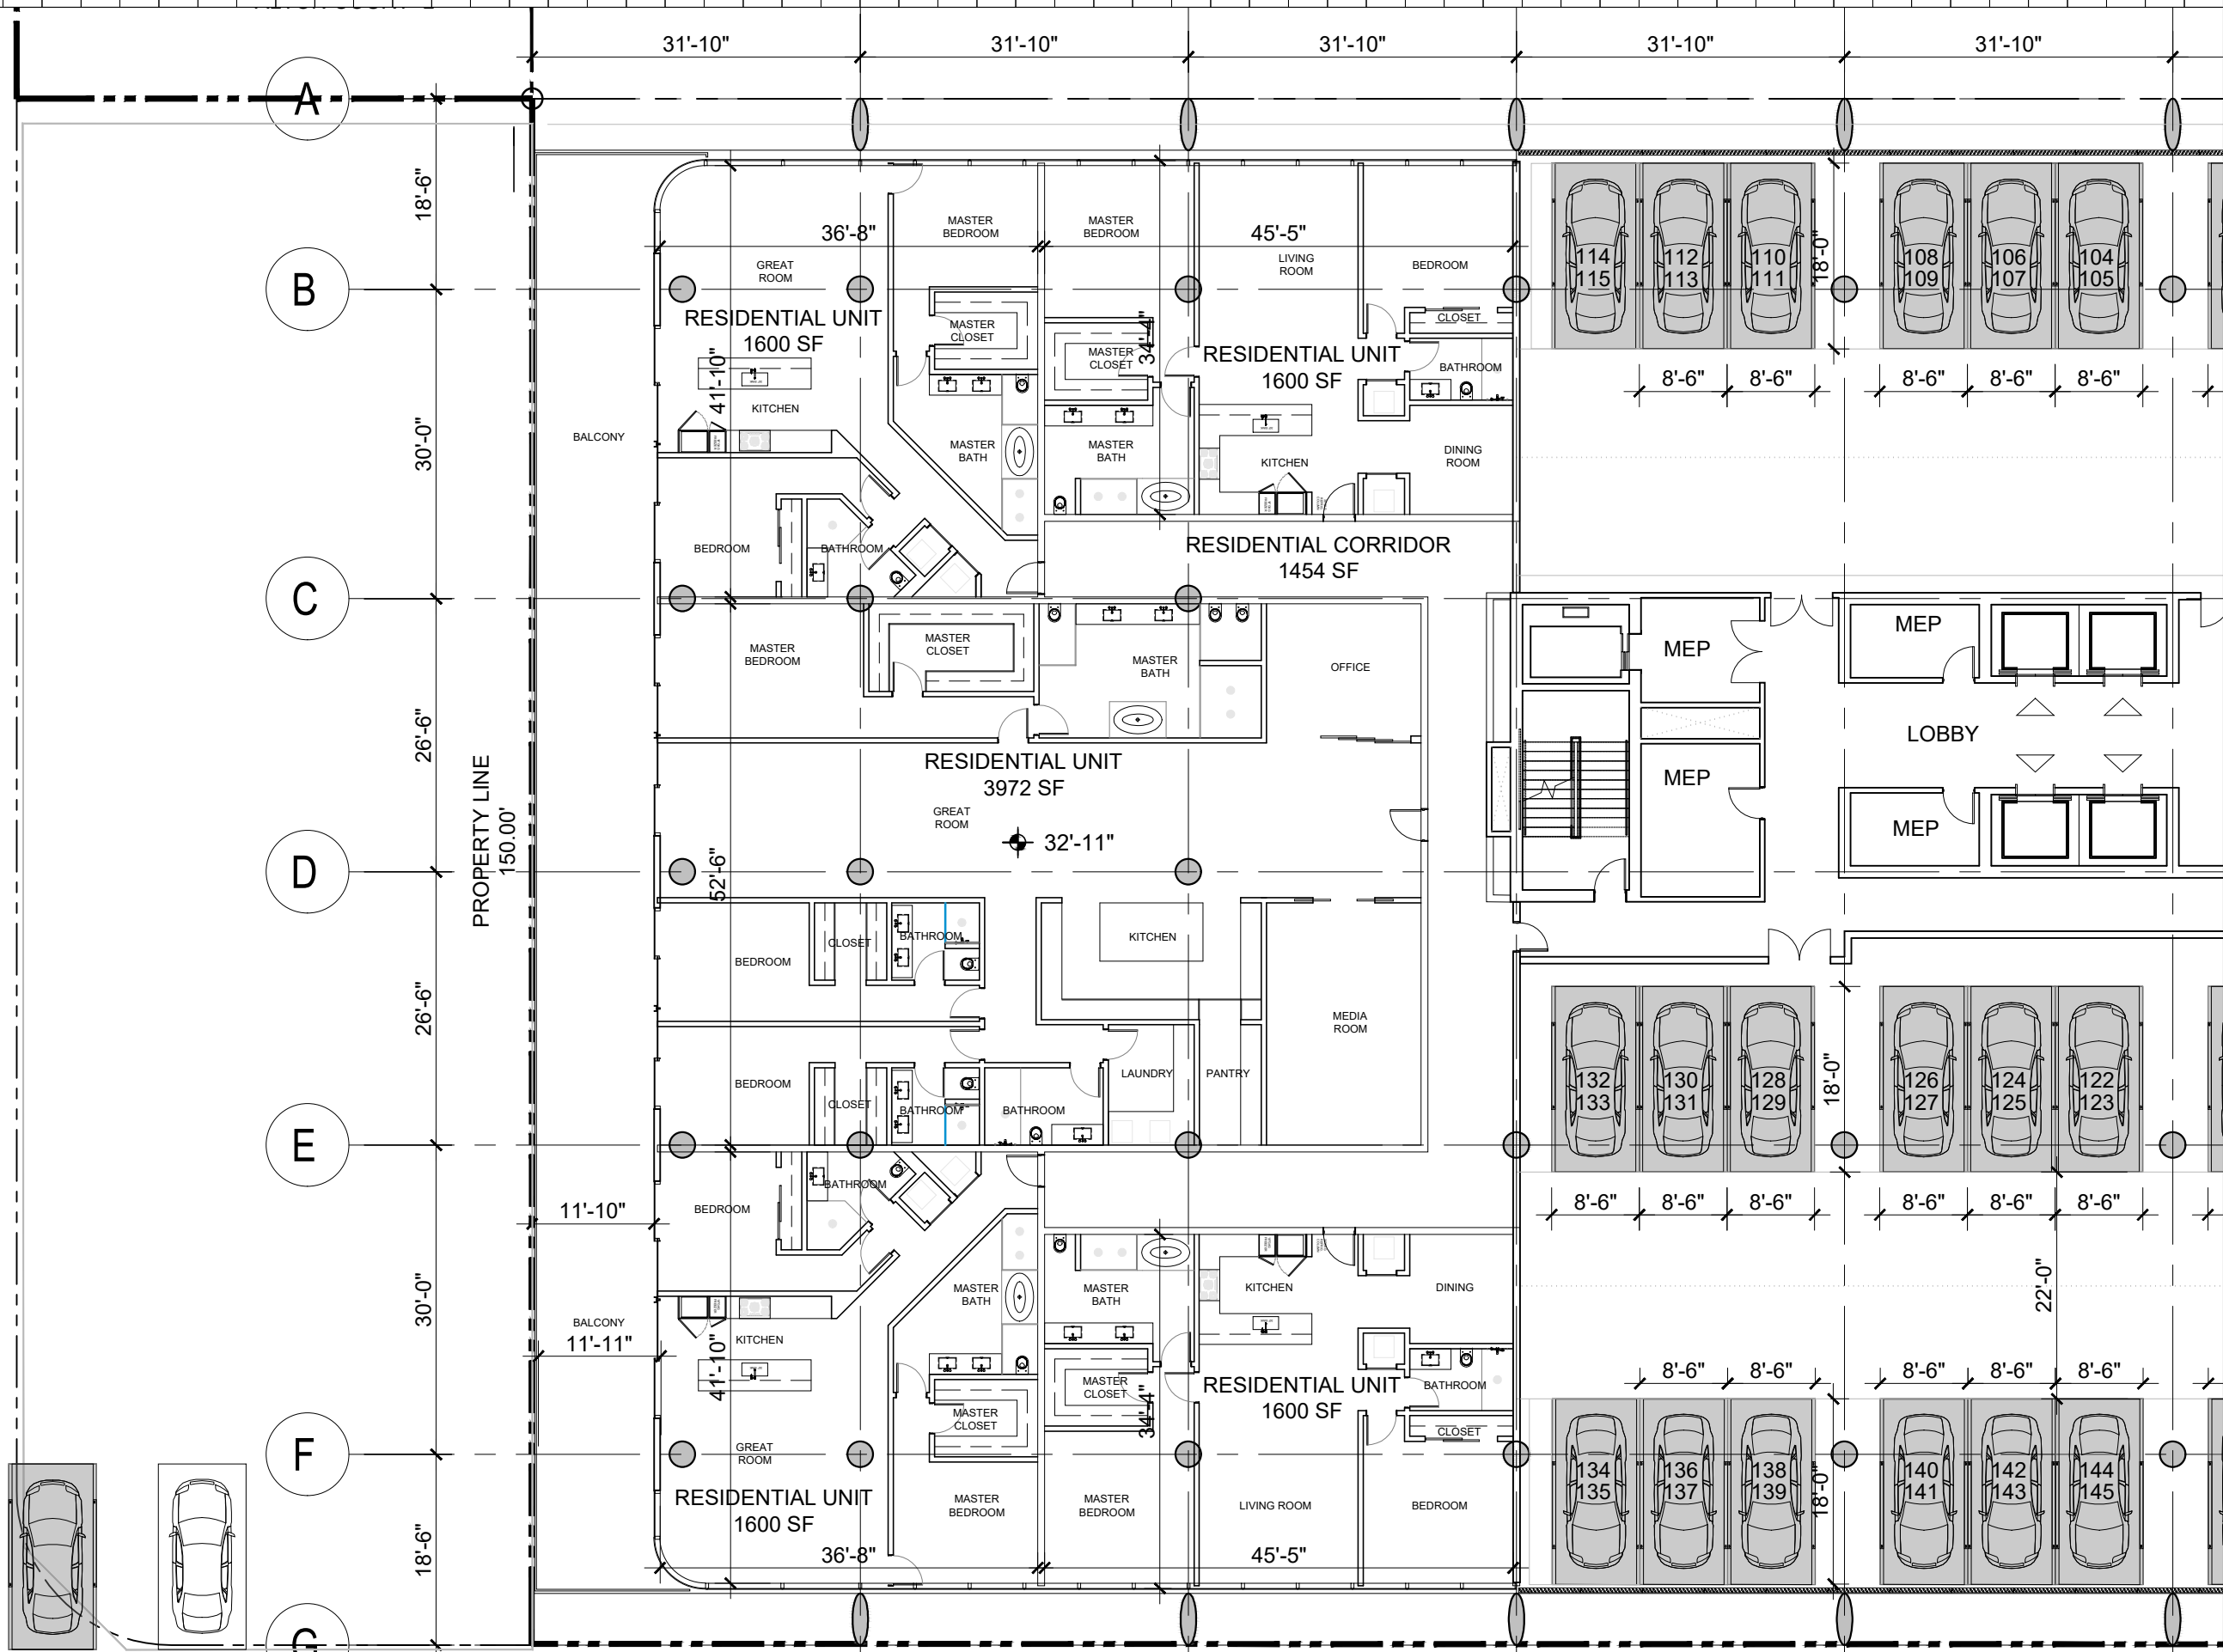 31'-10"
31'-10"
31'-10"
31'-10"
31'-10"
A
18'-6"
MASTER
BEDROOM
MASTER
BEDROOM
36'-8"
45'-5"
GREAT
ROOM
LIVING
ROOM
BEDROOM
B
114
115
112
113
110
111
18'-0"
108
109
106
107
104
105
RESIDENTIAL UNIT
1600 SF
MASTER
CLOSET
34'-4"
CLOSET
MASTER
CLOSET
RESIDENTIAL UNIT
1600 SF
BATHROOM
41'-10"
8'-6"
8'-6"
8'-6"
8'-6"
8'-6"
KITCHEN
30'-0"
BALCONY
MASTER
BATH
MASTER
BATH
KITCHEN
DINING
ROOM
BEDROOM
BATHROOM
RESIDENTIAL CORRIDOR
1454 SF
C
MASTER
BEDROOM
MASTER
CLOSET
MASTER
BATH
OFFICE
MEP
MEP
26'-6"
LOBBY
RESIDENTIAL UNIT
3972 SF
MEP
GREAT
ROOM
32'-11"
MEP
PROPERTY LINE
150.00'
D
52'-6"
CLOSET
BATHROOM
KITCHEN
BEDROOM
26'-6"
MEDIA
ROOM
BEDROOM
CLOSET
BATHROOM
BATHROOM
LAUNDRY
PANTRY
132
133
130
131
128
129
18'-0"
126
127
124
125
122
123
E
BATHROOM
BEDROOM
11'-10"
8'-6"
8'-6"
8'-6"
8'-6"
8'-6"
8'-6"
30'-0"
MASTER
BATH
MASTER
BATH
KITCHEN
DINING
22'-0"
BALCONY
11'-11"
KITCHEN
41'-10"
8'-6"
8'-6"
8'-6"
8'-6"
8'-6"
MASTER
CLOSET
34'-4"
RESIDENTIAL UNIT
1600 SF
BATHROOM
MASTER
CLOSET
CLOSET
F
GREAT
ROOM
134
135
136
137
138
139
18'-0"
140
141
142
143
144
145
RESIDENTIAL UNIT
1600 SF
MASTER
BEDROOM
MASTER
BEDROOM
LIVING ROOM
BEDROOM
18'-6"
36'-8"
45'-5"
G